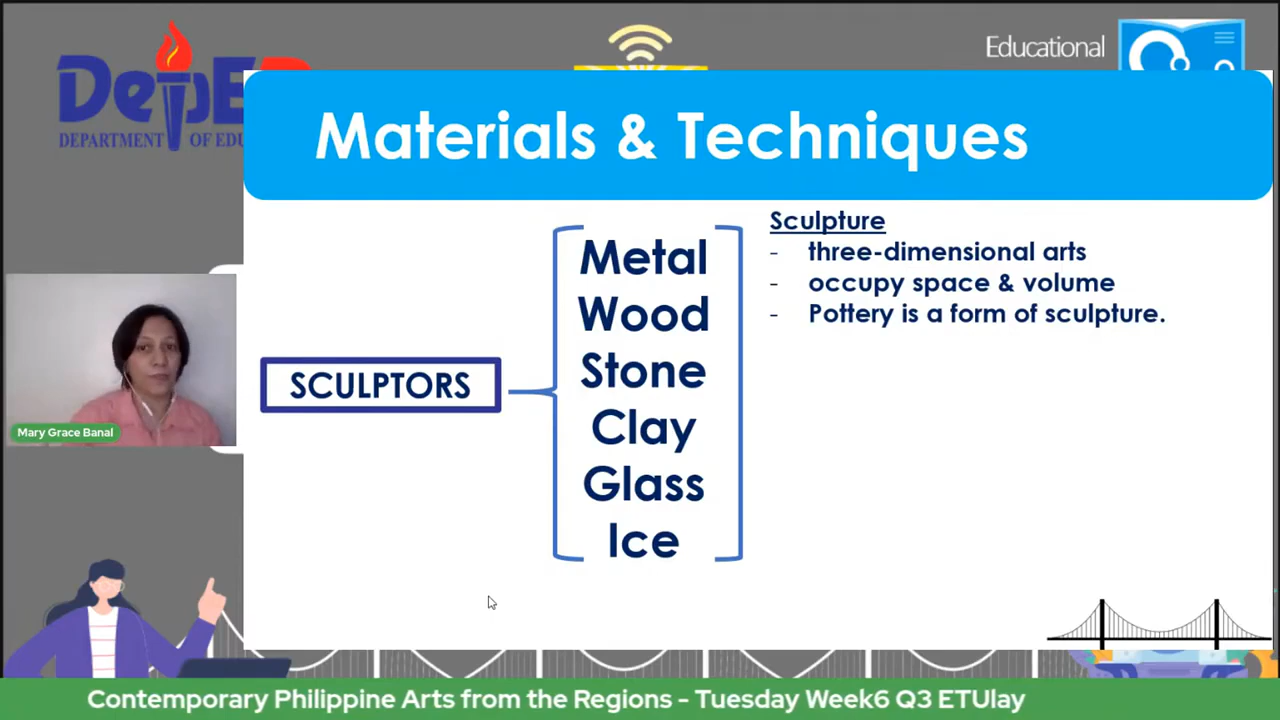 DepED
DEPARTMENT OF EDU
Educational
Materials & Techniques
SCULPTORS
Metal
Wood
Stone
Clay
Glass
Ice
Sculpture
- three-dimensional arts
- occupy space & volume
- Pottery is a form of sculpture.
Mary Grace Banal
Contemporary Philippine Arts from the Regions - Tuesday Week6 Q3 ETUlay